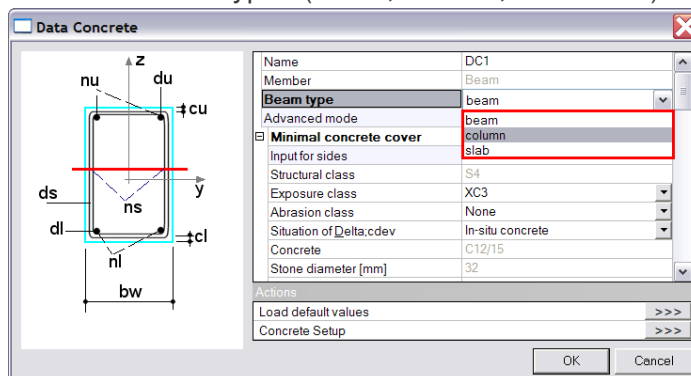 Data Concrete
z
nu du
cu
y
ds
ns
dl
cl
nl
bw
Name DC1
Member Beam
Beam type beam
Advanced mode beam
Minimal concrete cover column
Input for sides slab
Structural class S4
Exposure class XC3
Abrasion class None
Situation of Delta;cdev In-situ concrete
Concrete C12/15
Stone diameter [mm] 32
Actions
Load default values >>>
Concrete Setup >>>
OK Cancel